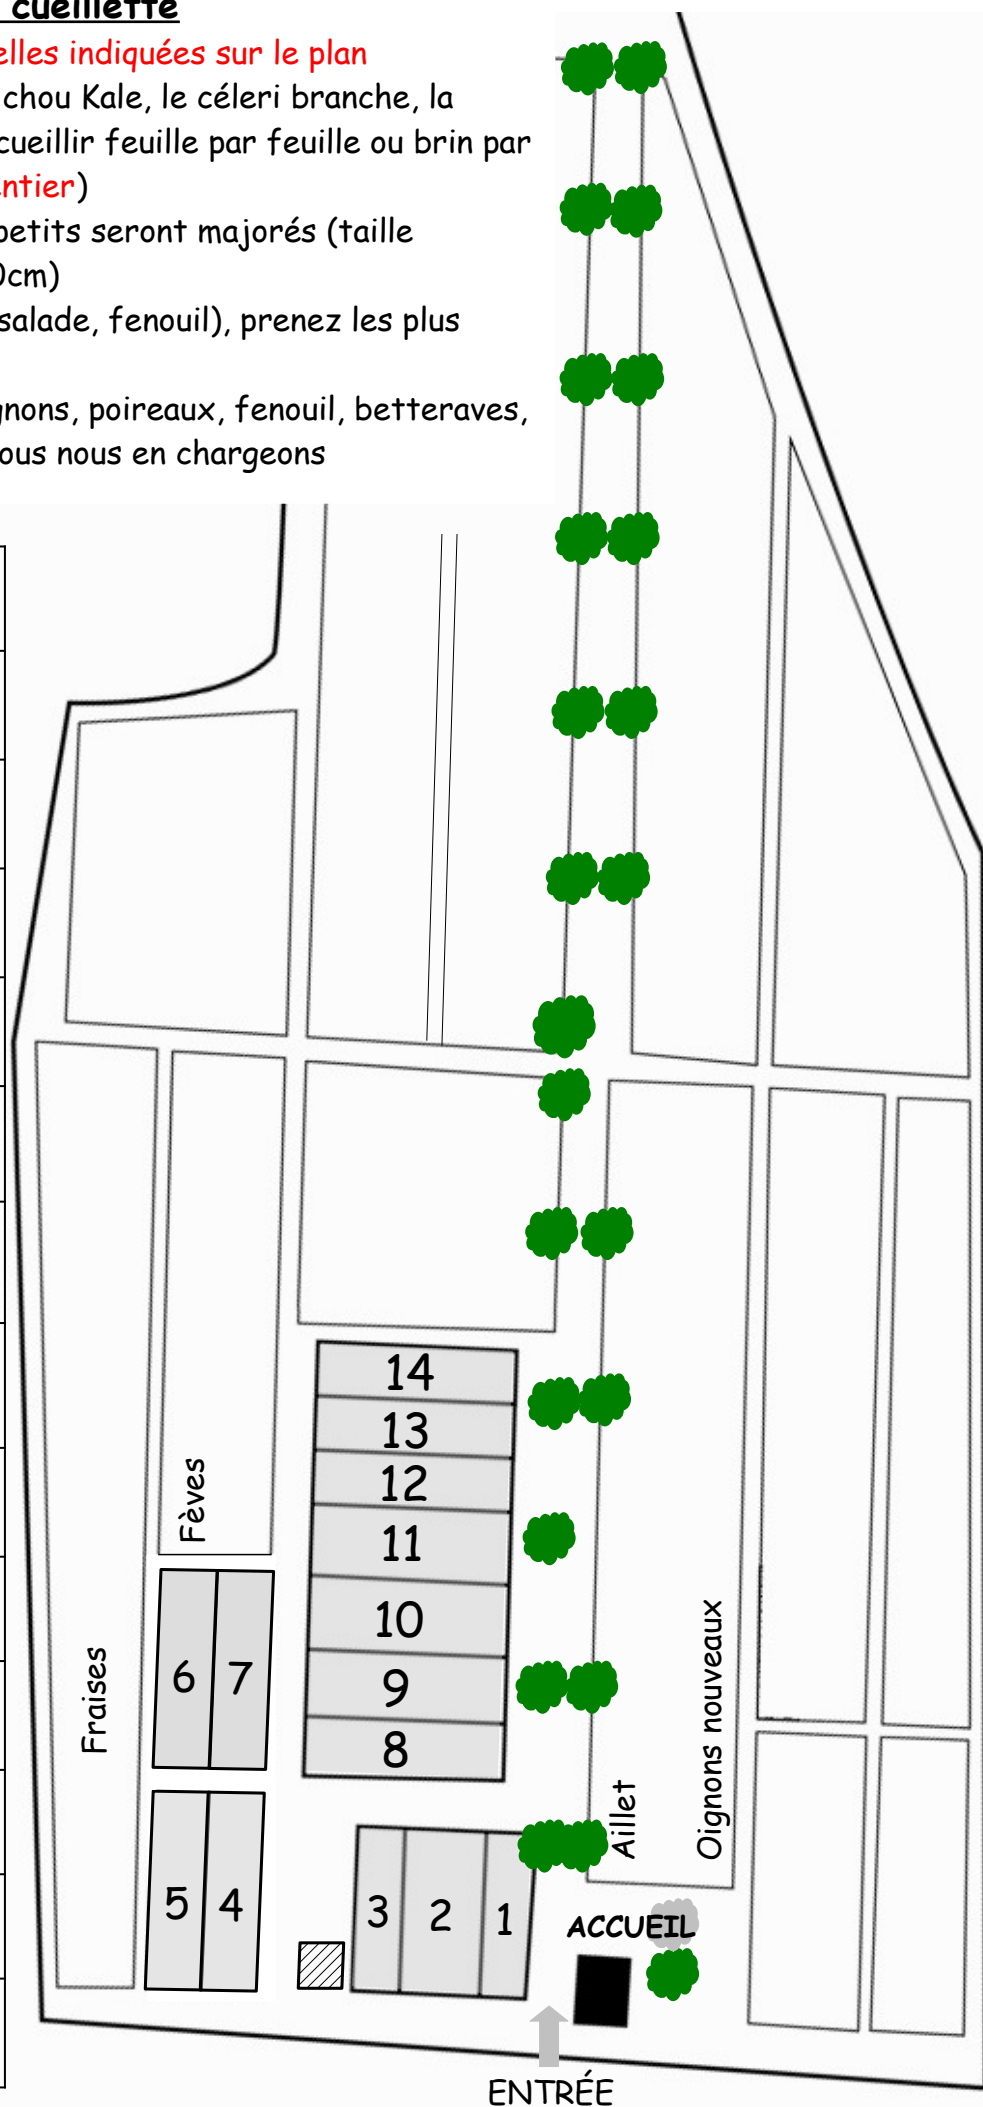 cueillette
elles indiquées sur le plan
chou Kale, le céleri branche, la
cueillir feuille par feuille ou brin par
entier)
petits seront majorés (taille
0cm)
salade, fenouil), prenez les plus
gnons, poireaux, fenouil, betteraves,
ous nous en chargeons
14
13
12
11
10
9
8
Fèves
6 7
Fraises
5 4
3 2 1
Aillet
Oignons nouveaux
ACCUEIL
ENTRÉE